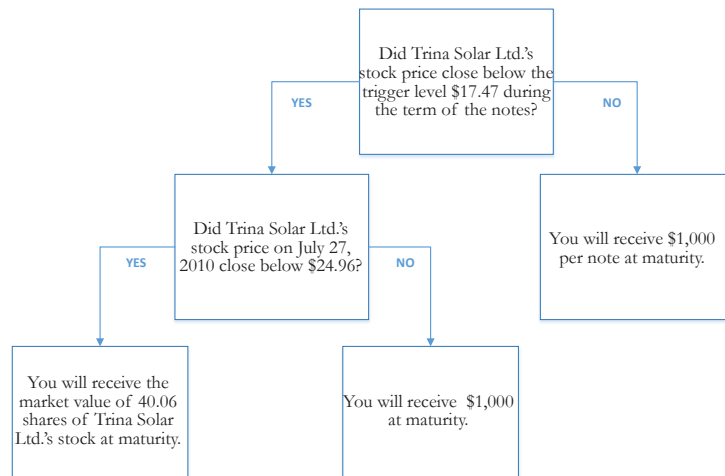 Did Trina Solar Ltd.'s
stock price close below the
trigger level $17.47 during
the term of the notes?
YES
NO
Did Trina Solar Ltd.'s
stock price on July 27,
2010 close below $24.96?
You will receive $1,000
per note at maturity.
YES
NO
You will receive the
market value of 40.06
shares of Trina Solar
Ltd.'s stock at maturity.
You will receive $1,000
at maturity.